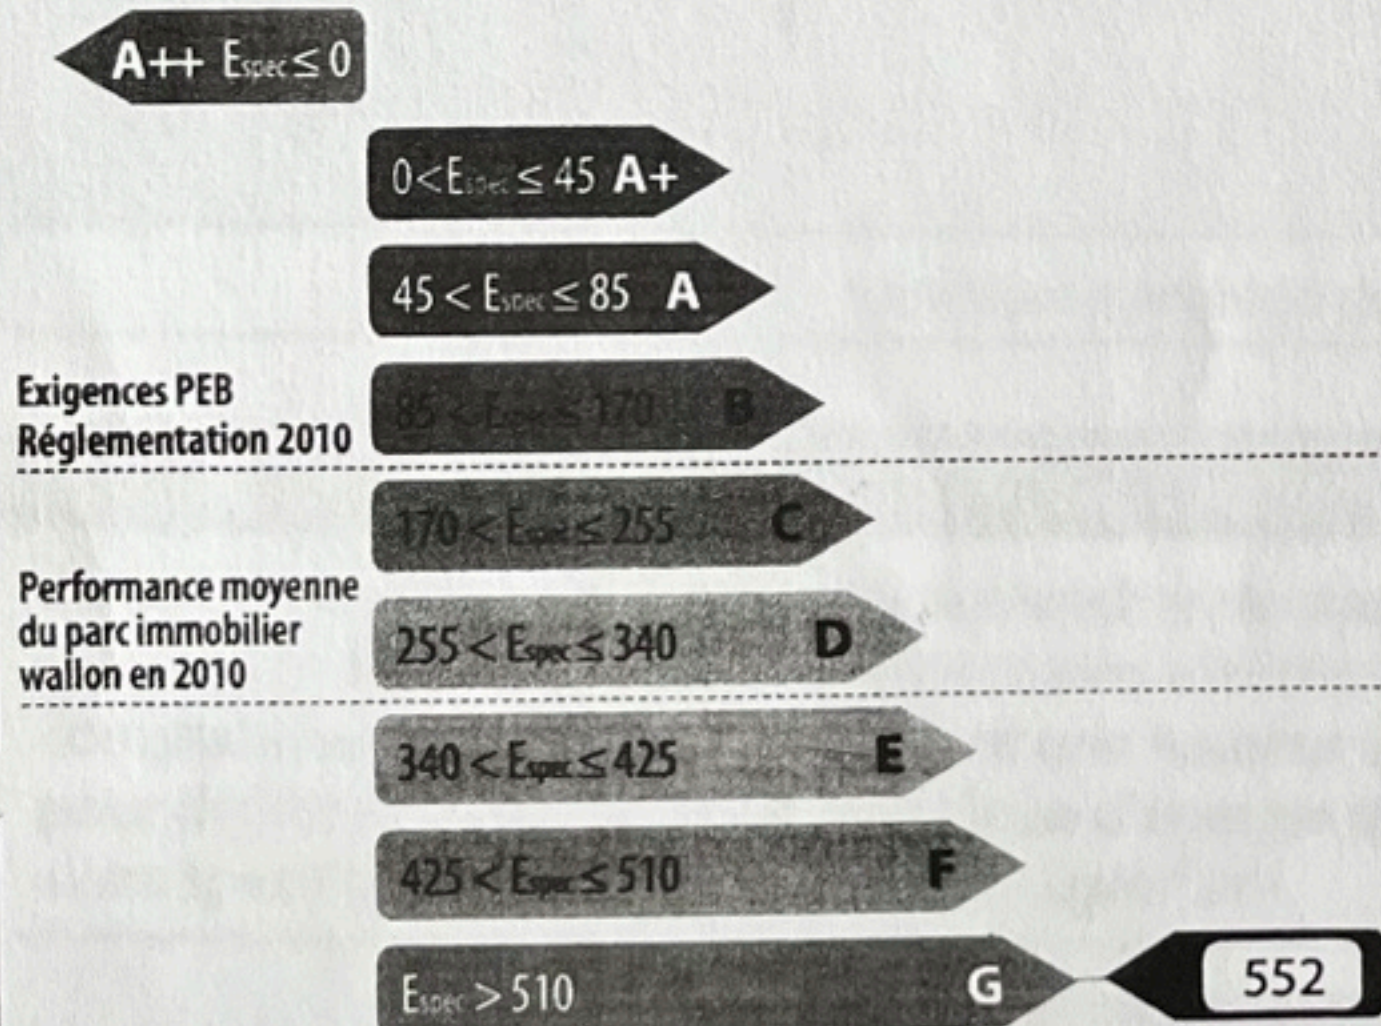 A++ Espec ≤ 0
0<Espec ≤ 45 A+
45 < Espec ≤ 85 A
Exigences PEB
Réglementation 2010
85 < Espec ≤ 170 B
170 < Espec ≤ 255 C
Performance moyenne
du parc immobilier
wallon en 2010
255 < Espec ≤ 340 D
340 < Espec ≤ 425 E
425 < Espec ≤ 510 F
Espec > 510 G
552